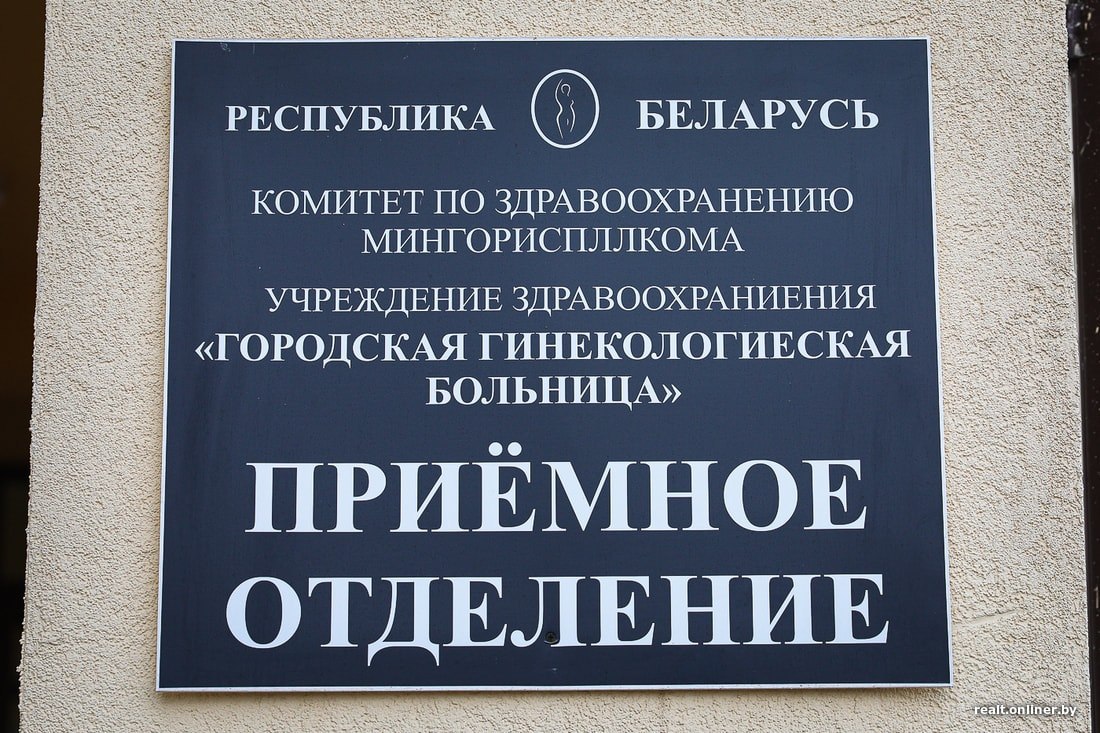 РЕСПУБЛИКА БЕЛАРУСЬ
КОМИТЕТ ПО ЗДРАВООХРАНЕНИЮ
МИНГОРИСПЛЛКОМА
УЧРЕЖДЕНИЕ ЗДРАВООХРАНИЕНИЯ
«ГОРОДСКАЯ ГИНЕКОЛОГИЕСКАЯ
БОЛЬНИЦА»
ПРИЁМНОЕ
ОТДЕЛЕНИЕ
realt.onliner.by